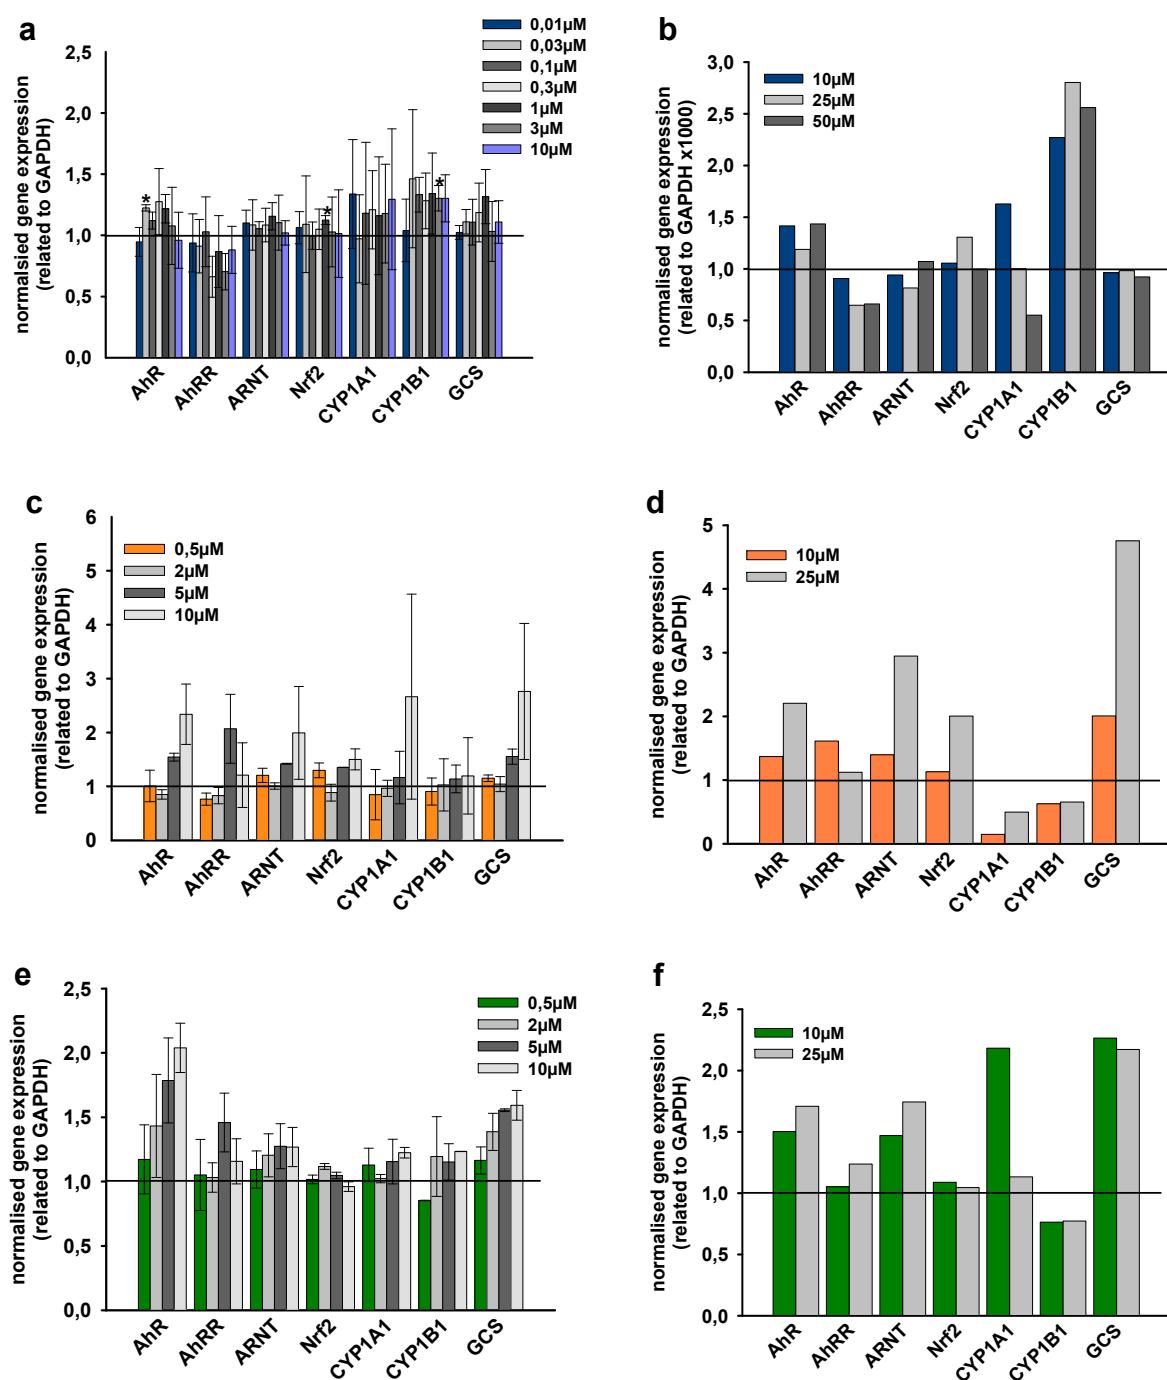 a
normalsised gene expression
(related to GAPDH)
2,5
2,0
1,5
1,0
0,5
0,0
0,01µM
0,03µM
0,1µM
0,3µM
1µM
3µM
10µM
*
*
*
AhR
AhRR
ARNT
Nrf2
CYP1A1
CYP1B1
GCS
b
normalised gene expression
(related to GAPDH x1000)
3,0
2,5
2,0
1,5
1,0
0,5
0,0
10µM
25µM
50µM
AhR
AhRR
ARNT
Nrf2
CYP1A1
CYP1B1
GCS
c
normalised gene expression
(related to GAPDH)
6
5
4
3
2
1
0
0,5µM
2µM
5µM
10µM
AhR
AhRR
ARNT
Nrf2
CYP1A1
CYP1B1
GCS
d
normalised gene expression
(related to GAPDH)
5
4
3
2
1
0
10µM
25µM
AhR
AhRR
ARNT
Nrf2
CYP1A1
CYP1B1
GCS
e
normalised gene expression
(related to GAPDH)
2,5
2,0
1,5
1,0
0,5
0,0
0,5µM
2µM
5µM
10µM
AhR
AhRR
ARNT
Nrf2
CYP1A1
CYP1B1
GCS
f
normalised gene expression
(related to GAPDH)
2,5
2,0
1,5
1,0
0,5
0,0
10µM
25µM
AhR
AhRR
ARNT
Nrf2
CYP1A1
CYP1B1
GCS